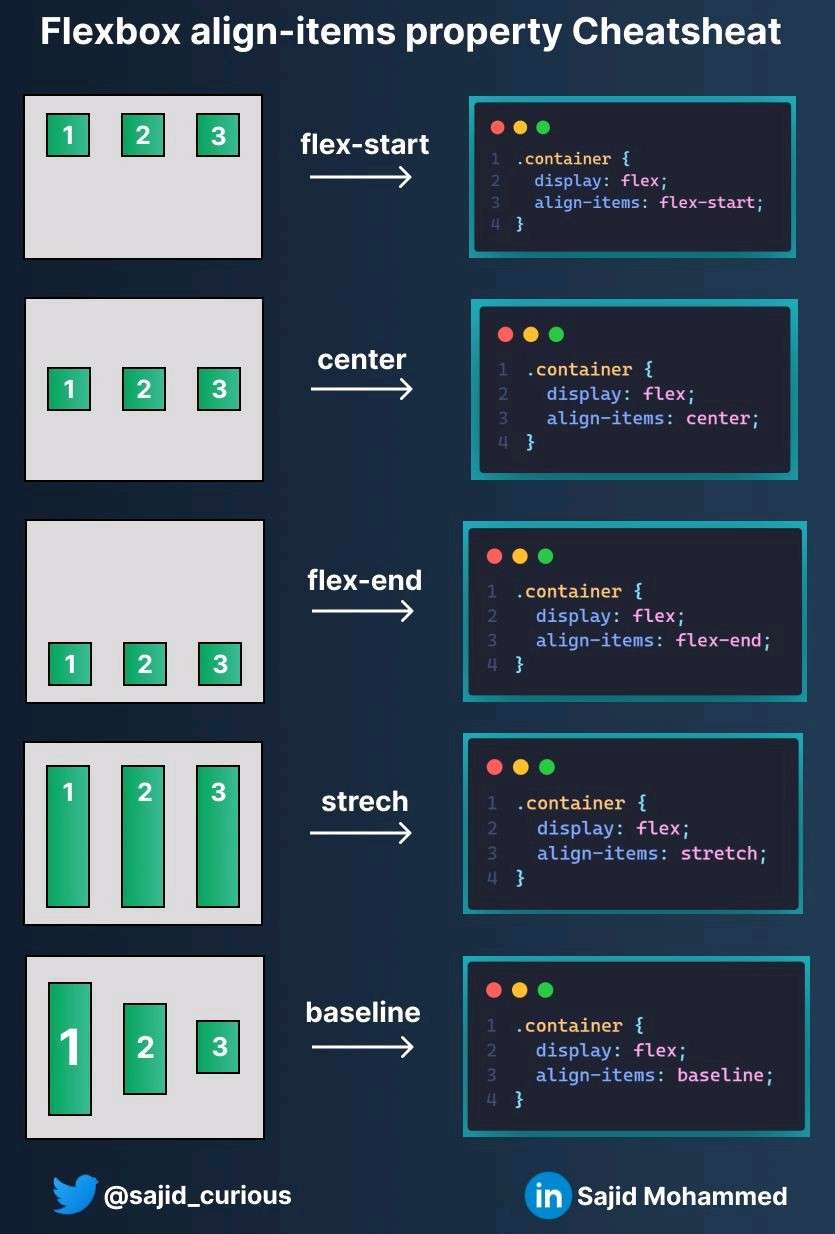 Flexbox align-items property Cheatsheat
1 2 3
flex-start
1 .container {
2 display: flex;
3 align-items: flex-start;
4 }
1 2 3
center
1 .container {
2 display: flex;
3 align-items: center;
4 }
1 2 3
flex-end
1 .container {
2 display: flex;
3 align-items: flex-end;
4 }
1 2 3
strech
1 .container {
2 display: flex;
3 align-items: stretch;
4 }
1 2 3
baseline
1 .container {
2 display: flex;
3 align-items: baseline;
4 }
@sajid_curious
in Sajid Mohammed